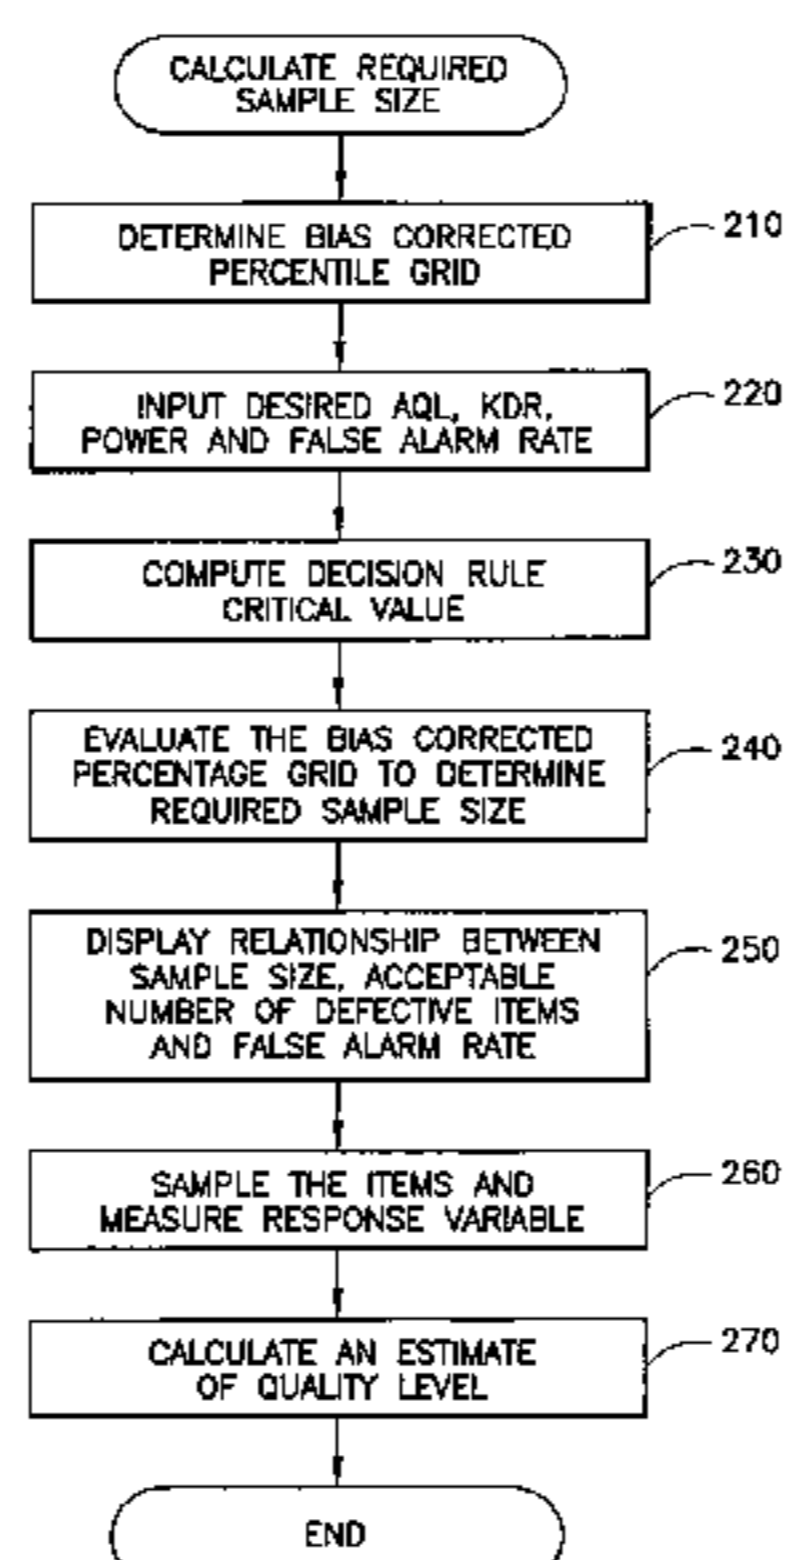 CALCULATE REQUIRED
SAMPLE SIZE
DETERMINE BIAS CORRECTED
PERCENTILE GRID
210
INPUT DESIRED AQL, KDR,
POWER AND FALSE ALARM RATE
220
COMPUTE DECISION RULE
CRITICAL VALUE
230
EVALUATE THE BIAS CORRECTED
PERCENTAGE GRID TO DETERMINE
REQUIRED SAMPLE SIZE
240
DISPLAY RELATIONSHIP BETWEEN
SAMPLE SIZE, ACCEPTABLE
NUMBER OF DEFECTIVE ITEMS
AND FALSE ALARM RATE
250
SAMPLE THE ITEMS AND
MEASURE RESPONSE VARIABLE
260
CALCULATE AN ESTIMATE
OF QUALITY LEVEL
270
END